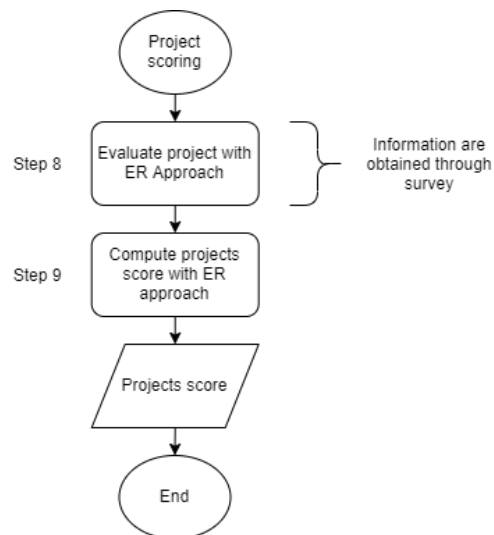 Project
scoring
Step 8
Evaluate project with
ER Approach
Information are
obtained through
survey
Step 9
Compute projects
score with ER
approach
Projects score
End